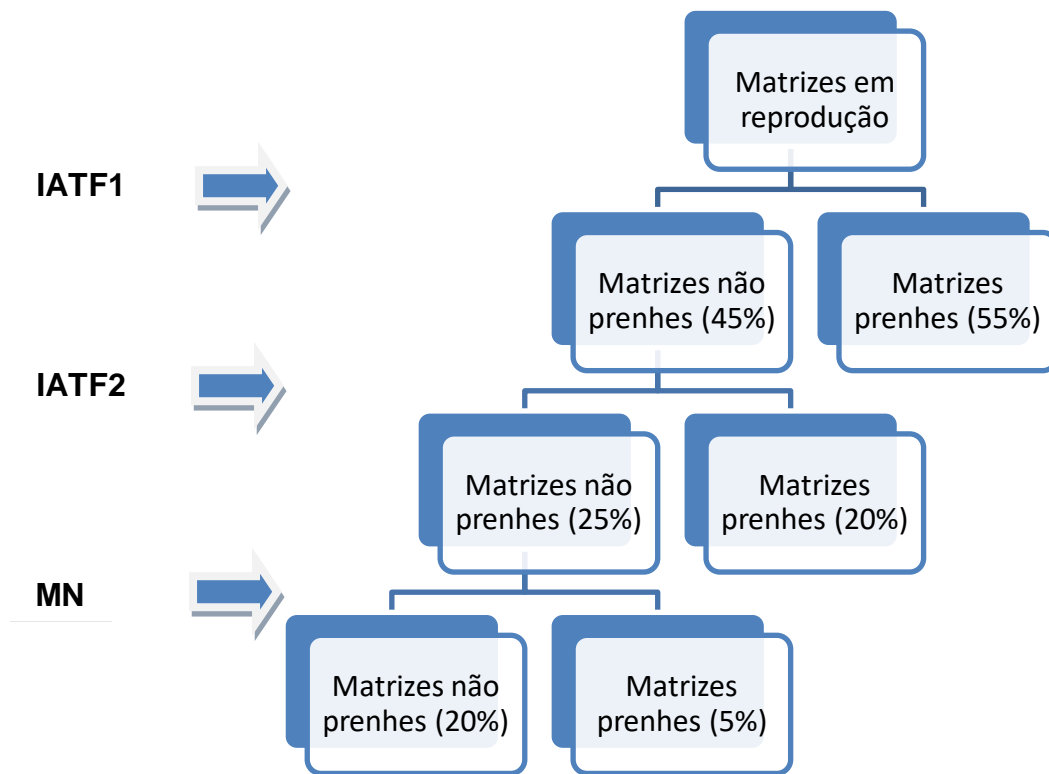 Matrizes em
reprodução
IATF1
Matrizes não
prenhes (45%)
Matrizes
prenhes (55%)
IATF2
Matrizes não
prenhes (25%)
Matrizes
prenhes (20%)
MN
Matrizes não
prenhes (20%)
Matrizes
prenhes (5%)